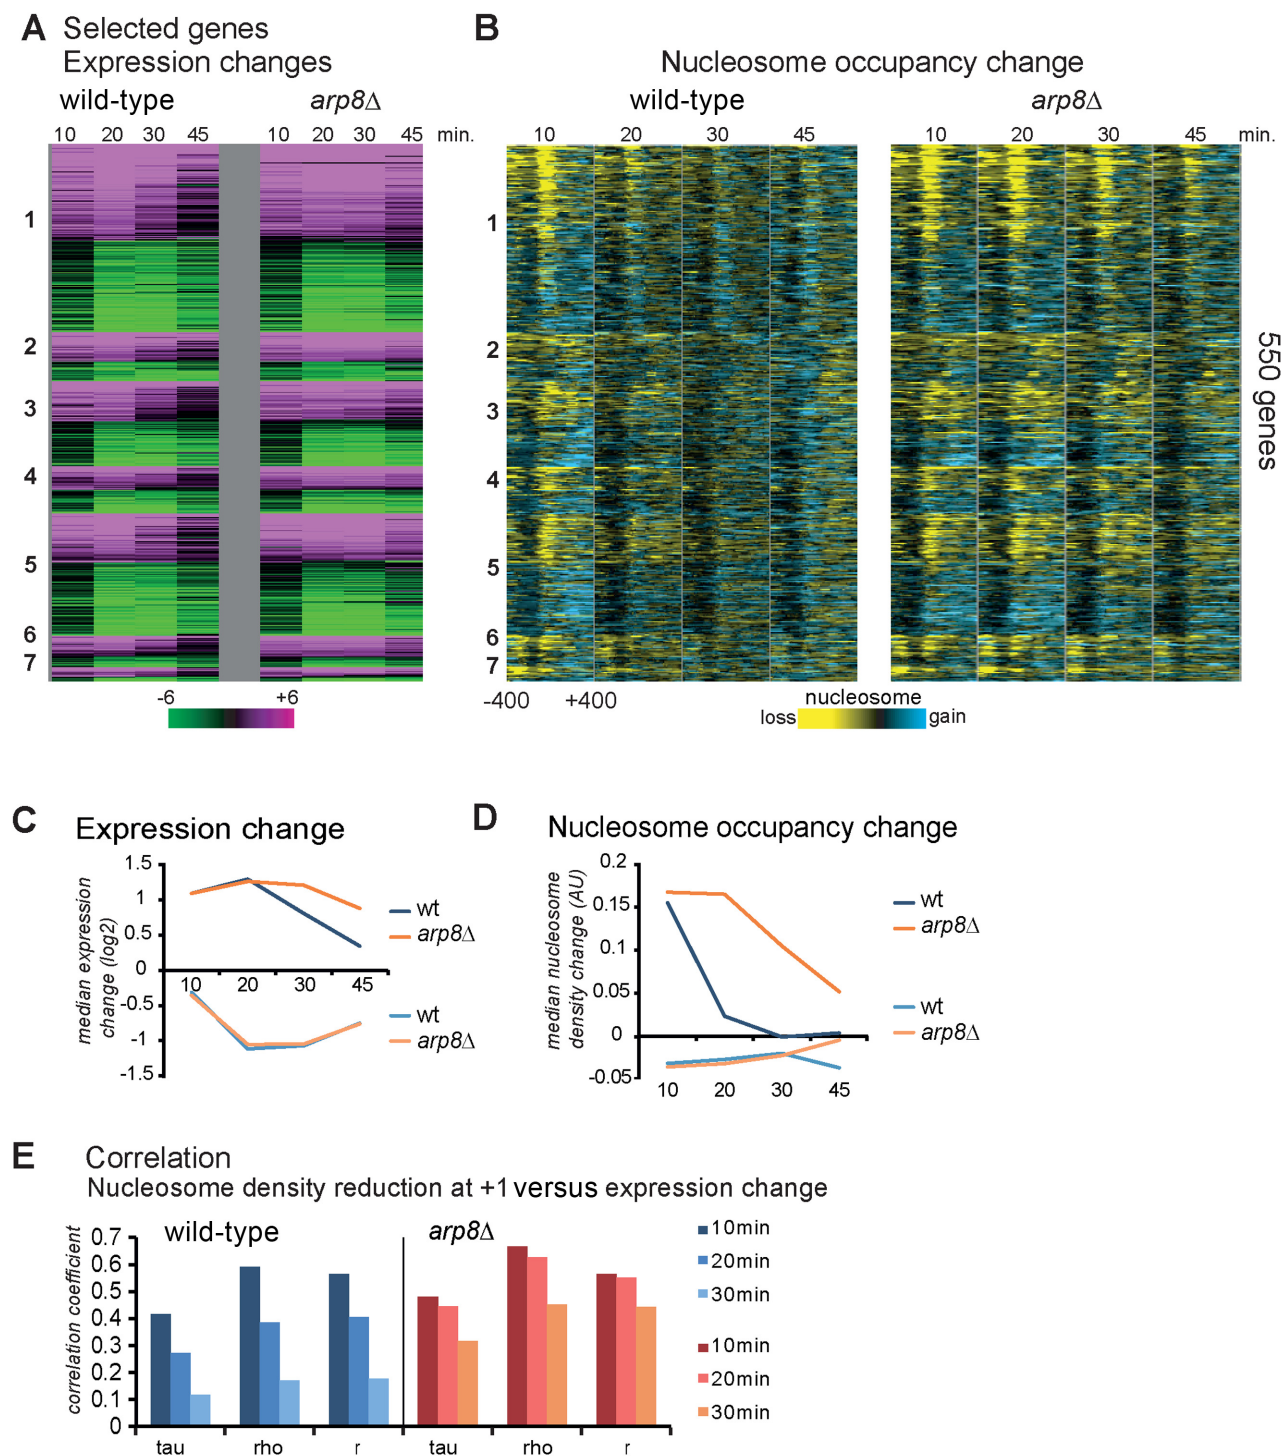 A Selected genes
Expression changes
wild-type arp8Δ
10 20 30 45 10 20 30 45 min.
1
2
3
4
5
6
7
-6 +6
B
Nucleosome occupancy change
wild-type arp8Δ
10 20 30 45 10 20 30 45 min.
1
2
3
4
5
6
7
550 genes
-400 +400
nucleosome
loss gain
C Expression change
median expression
change (log2)
1.5
1
0.5
0
-0.5
-1
-1.5
10 20 30 45
wt
arp8Δ
wt
arp8Δ
D Nucleosome occupancy change
median nucleosome
density change (AU)
0.2
0.15
0.1
0.05
0
-0.05
10 20 30 45
wt
arp8Δ
wt
arp8Δ
E Correlation
Nucleosome density reduction at +1 versus expression change
wild-type arp8Δ
correlation coefficient
0.7
0.6
0.5
0.4
0.3
0.2
0.1
0
tau rho r tau rho r
10min
20min
30min
10min
20min
30min